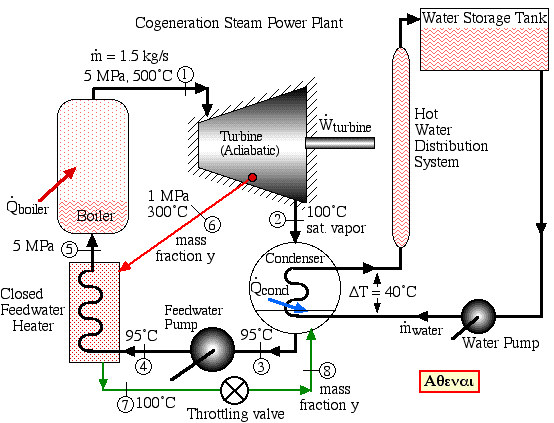 Cogeneration Steam Power Plant
Water Storage Tank
ṁ = 1.5 kg/s
5 MPa, 500°C
1
Turbine
(Adiabatic)
Ẇturbine
Hot
Water
Distribution
System
Q̇boiler
Boiler
1 MPa
300°C
6
mass
fraction y
2
100°C
sat. vapor
5 MPa
5
Condenser
Q̇cond
ΔT = 40°C
Closed
Feedwater
Heater
Feedwater
Pump
95°C
4
95°C
3
ṁwater
Water Pump
7
100°C
Throttling valve
8
mass
fraction y
Αθεναι